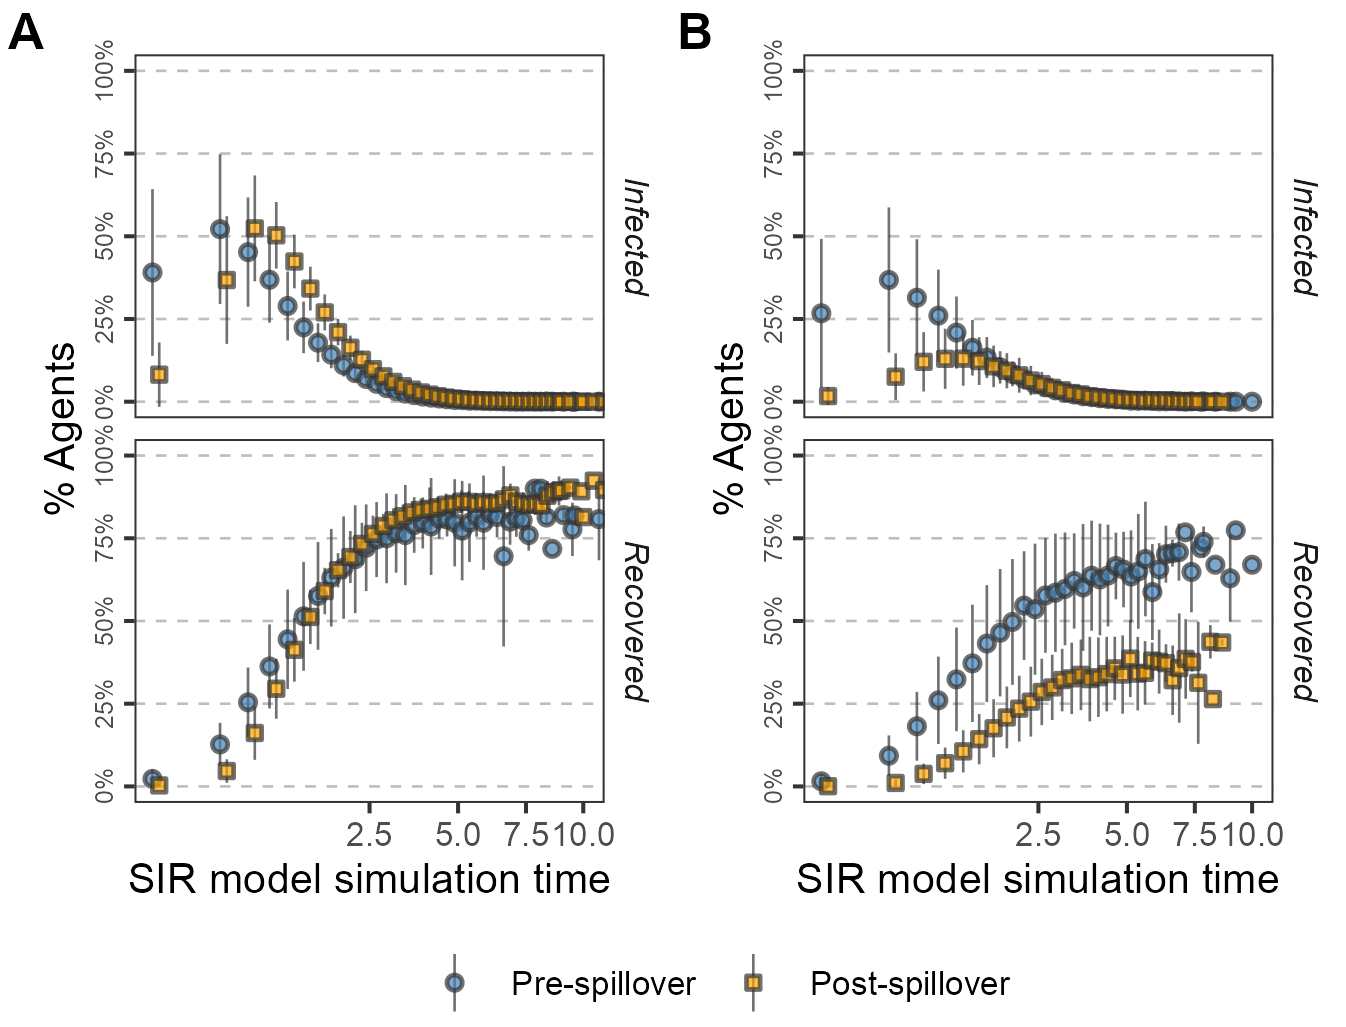 A
B
100%
75%
50%
25%
0%
Infected
100%
75%
50%
25%
0%
Infected
% Agents
% Agents
100%
75%
50%
25%
0%
Recovered
100%
75%
50%
25%
0%
Recovered
2.5 5.0 7.5 10.0
2.5 5.0 7.5 10.0
SIR model simulation time
SIR model simulation time
Pre-spillover
Post-spillover